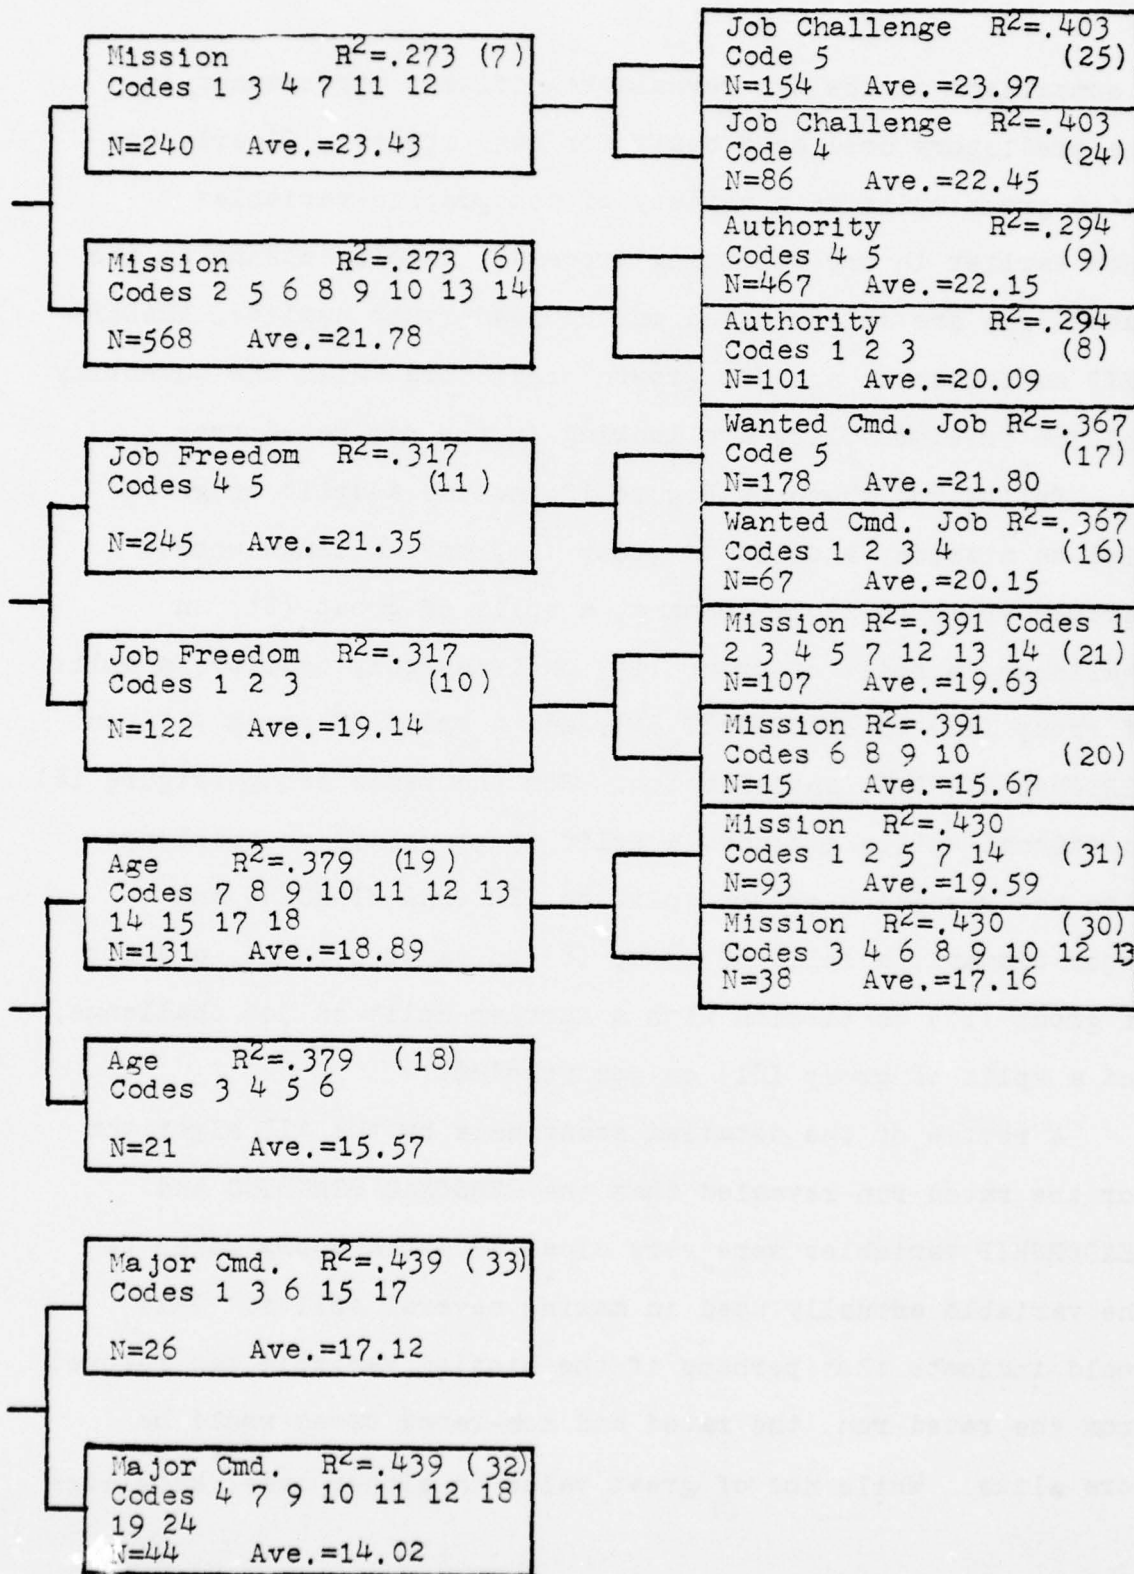 Mission R²=.273 (7)
Codes 1 3 4 7 11 12
N=240 Ave.=23.43
Mission R²=.273 (6)
Codes 2 5 6 8 9 10 13 14
N=568 Ave.=21.78
Job Freedom R²=.317
Codes 4 5 (11)
N=245 Ave.=21.35
Job Freedom R²=.317
Codes 1 2 3 (10)
N=122 Ave.=19.14
Age R²=.379 (19)
Codes 7 8 9 10 11 12 13
14 15 17 18
N=131 Ave.=18.89
Age R²=.379 (18)
Codes 3 4 5 6
N=21 Ave.=15.57
Major Cmd. R²=.439 (33)
Codes 1 3 6 15 17
N=26 Ave.=17.12
Major Cmd. R²=.439 (32)
Codes 4 7 9 10 11 12 18
19 24
N=44 Ave.=14.02
Job Challenge R²=.403
Code 5 (25)
N=154 Ave.=23.97
Job Challenge R²=.403
Code 4 (24)
N=86 Ave.=22.45
Authority R²=.294
Codes 4 5 (9)
N=467 Ave.=22.15
Authority R²=.294
Codes 1 2 3 (8)
N=101 Ave.=20.09
Wanted Cmd. Job R²=.367
Code 5 (17)
N=178 Ave.=21.80
Wanted Cmd. Job R²=.367
Codes 1 2 3 4 (16)
N=67 Ave.=20.15
Mission R²=.391 Codes 1
2 3 4 5 7 12 13 14 (21)
N=107 Ave.=19.63
Mission R²=.391
Codes 6 8 9 10 (20)
N=15 Ave.=15.67
Mission R²=.430
Codes 1 2 5 7 14 (31)
N=93 Ave.=19.59
Mission R²=.430 (30)
Codes 3 4 6 8 9 10 12 13
N=38 Ave.=17.16